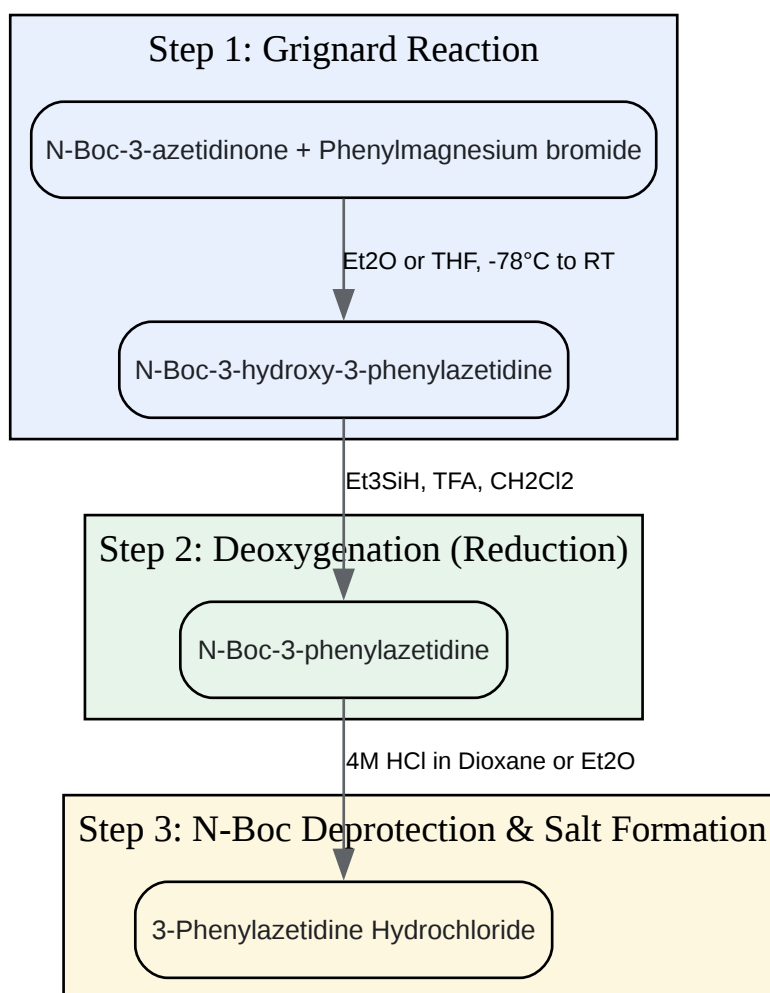 Step 1: Grignard Reaction
N-Boc-3-azetidinone + Phenylmagnesium bromide
Et2O or THF, -78°C to RT
N-Boc-3-hydroxy-3-phenylazetidine
Et3SiH, TFA, CH2Cl2
Step 2: Deoxygenation (Reduction)
N-Boc-3-phenylazetidine
4M HCl in Dioxane or Et2O
Step 3: N-Boc Deprotection & Salt Formation
3-Phenylazetidine Hydrochloride